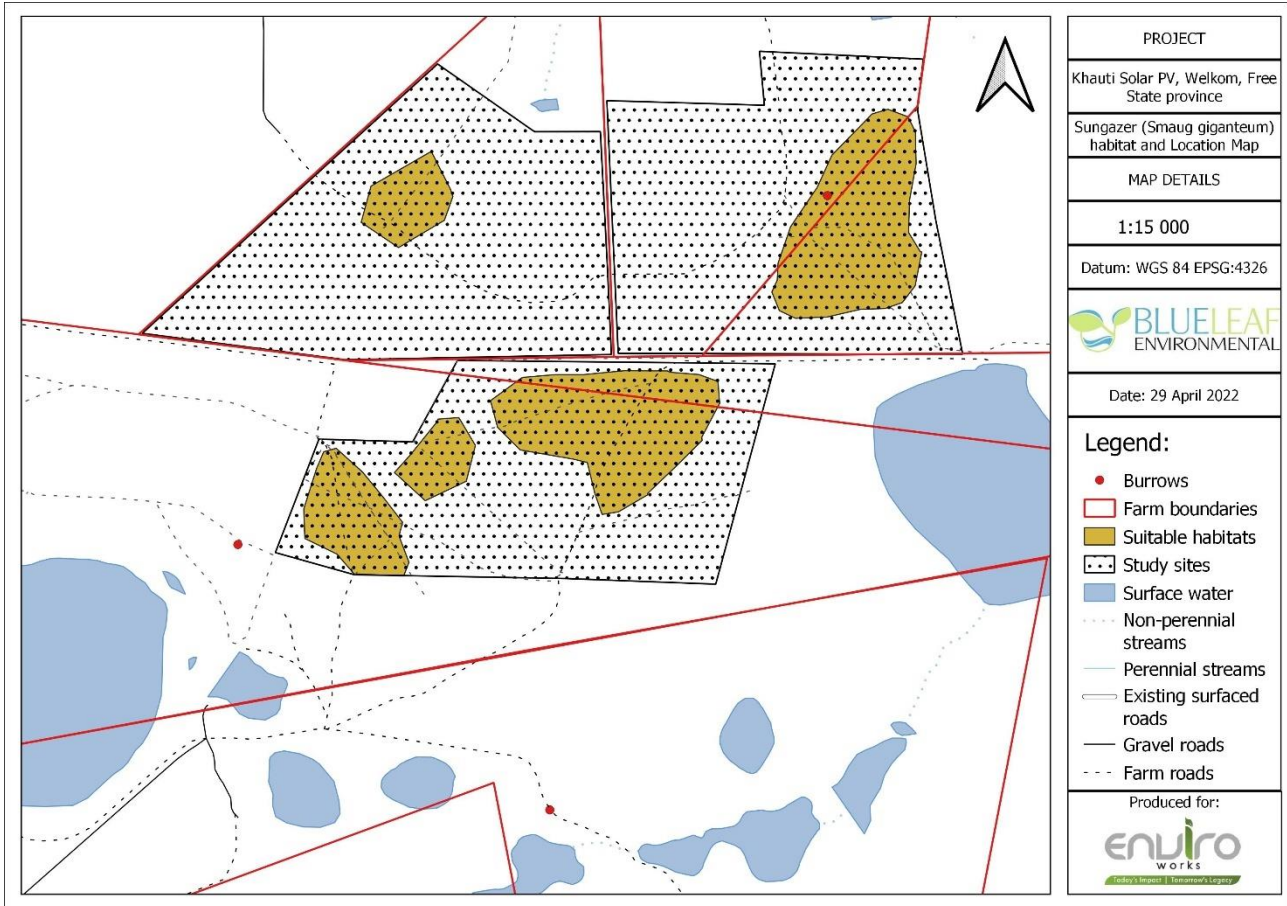 PROJECT
Khauti Solar PV, Welkom, Free
State province
Sungazer (Smaug giganteum)
habitat and Location Map
MAP DETAILS
1:15 000
Datum: WGS 84 EPSG:4326
BLUELEAF
ENVIRONMENTAL
Date: 29 April 2022
Legend:
Burrows
Farm boundaries
Suitable habitats
Study sites
Surface water
Non-perennial
streams
Perennial streams
Existing surfaced
roads
Gravel roads
Farm roads
Produced for:
enviro
works
Today's Impact | Tomorrow's Legacy